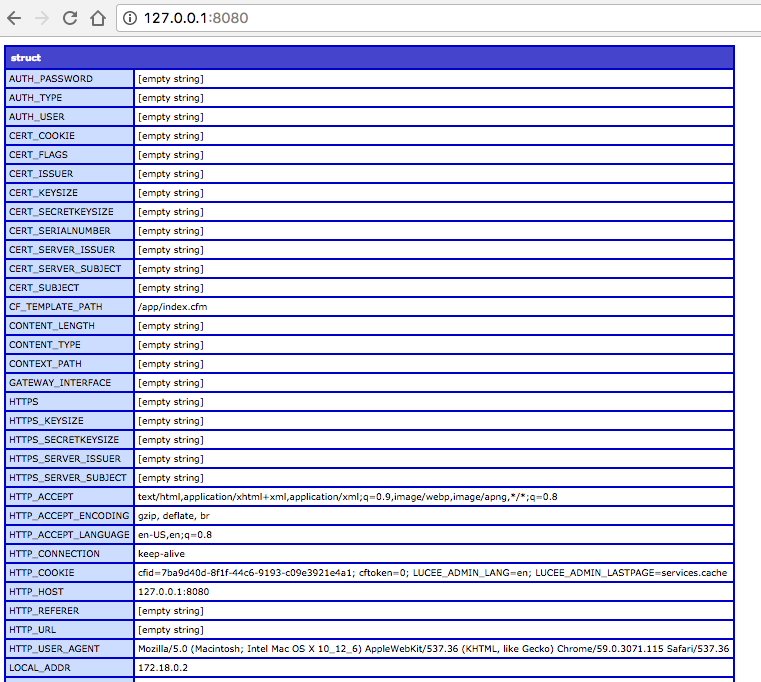 127.0.0.1:8080
struct
AUTH_PASSWORD [empty string]
AUTH_TYPE [empty string]
AUTH_USER [empty string]
CERT_COOKIE [empty string]
CERT_FLAGS [empty string]
CERT_ISSUER [empty string]
CERT_KEYSIZE [empty string]
CERT_SECRETKEYSIZE [empty string]
CERT_SERIALNUMBER [empty string]
CERT_SERVER_ISSUER [empty string]
CERT_SERVER_SUBJECT [empty string]
CERT_SUBJECT [empty string]
CF_TEMPLATE_PATH /app/index.cfm
CONTENT_LENGTH [empty string]
CONTENT_TYPE [empty string]
CONTEXT_PATH [empty string]
GATEWAY_INTERFACE [empty string]
HTTPS [empty string]
HTTPS_KEYSIZE [empty string]
HTTPS_SECRETKEYSIZE [empty string]
HTTPS_SERVER_ISSUER [empty string]
HTTPS_SERVER_SUBJECT [empty string]
HTTP_ACCEPT text/html,application/xhtml+xml,application/xml;q=0.9,image/webp,image/apng,*/*;q=0.8
HTTP_ACCEPT_ENCODING gzip, deflate, br
HTTP_ACCEPT_LANGUAGE en-US,en;q=0.8
HTTP_CONNECTION keep-alive
HTTP_COOKIE cfid=7ba9d40d-8f1f-44c6-9193-c09e3921e4a1; cftoken=0; LUCEE_ADMIN_LANG=en; LUCEE_ADMIN_LASTPAGE=services.cache
HTTP_HOST 127.0.0.1:8080
HTTP_REFERER [empty string]
HTTP_URL [empty string]
HTTP_USER_AGENT Mozilla/5.0 (Macintosh; Intel Mac OS X 10_12_6) AppleWebKit/537.36 (KHTML, like Gecko) Chrome/59.0.3071.115 Safari/537.36
LOCAL_ADDR 172.18.0.2